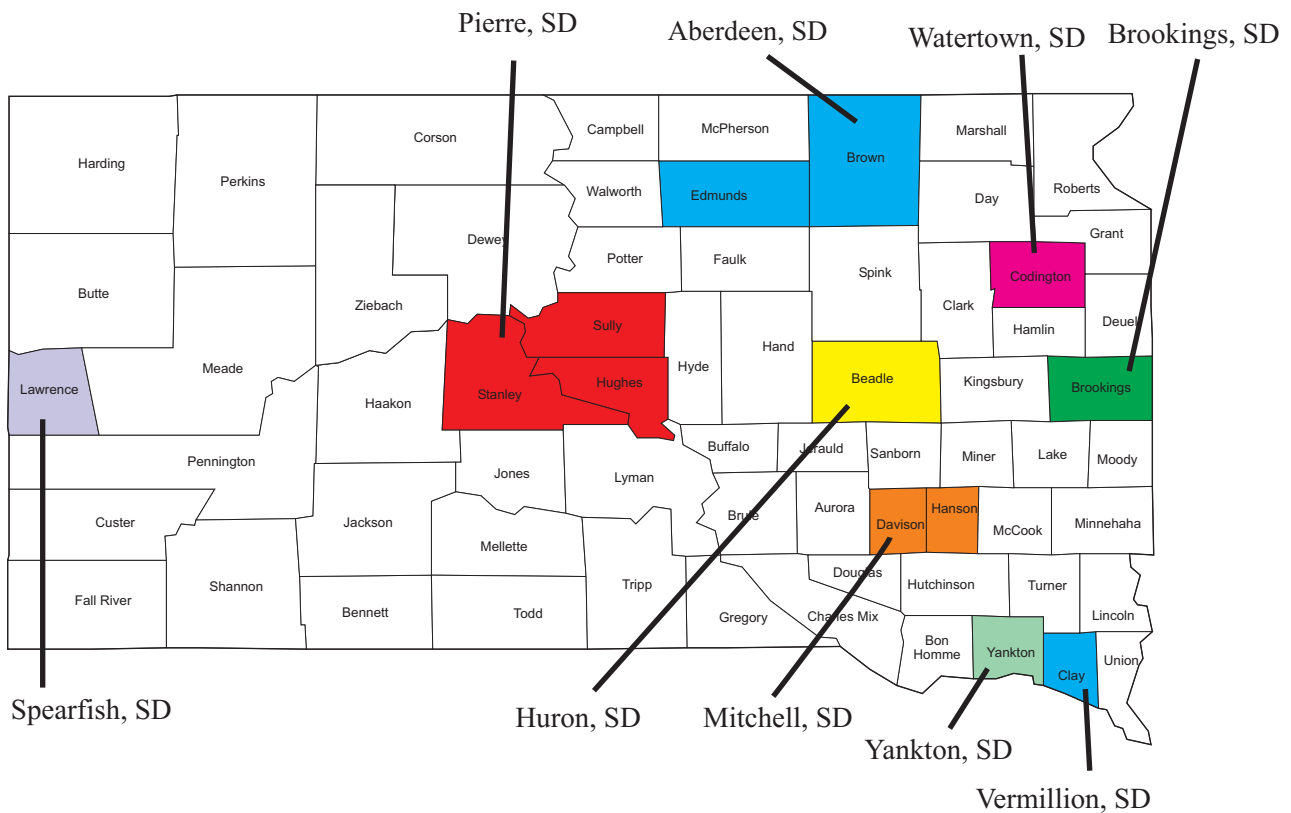 Pierre, SD
Aberdeen, SD
Watertown, SD
Brookings, SD
Harding
Perkins
Corson
Campbell
McPherson
Brown
Marshall
Roberts
Walworth
Edmunds
Day
Grant
Dewey
Butte
Ziebach
Potter
Faulk
Spink
Clark
Codington
Hamlin
Deuel
Lawrence
Meade
Haakon
Stanley
Sully
Hughes
Hyde
Hand
Beadle
Kingsbury
Brookings
Pennington
Jones
Lyman
Buffalo
Jerauld
Sanborn
Miner
Lake
Moody
Custer
Jackson
Mellette
Brule
Aurora
Davison
Hanson
McCook
Minnehaha
Fall River
Shannon
Bennett
Todd
Tripp
Gregory
Douglas
Charles Mix
Hutchinson
Turner
Lincoln
Bon
Homme
Yankton
Clay
Union
Spearfish, SD
Huron, SD
Mitchell, SD
Yankton, SD
Vermillion, SD